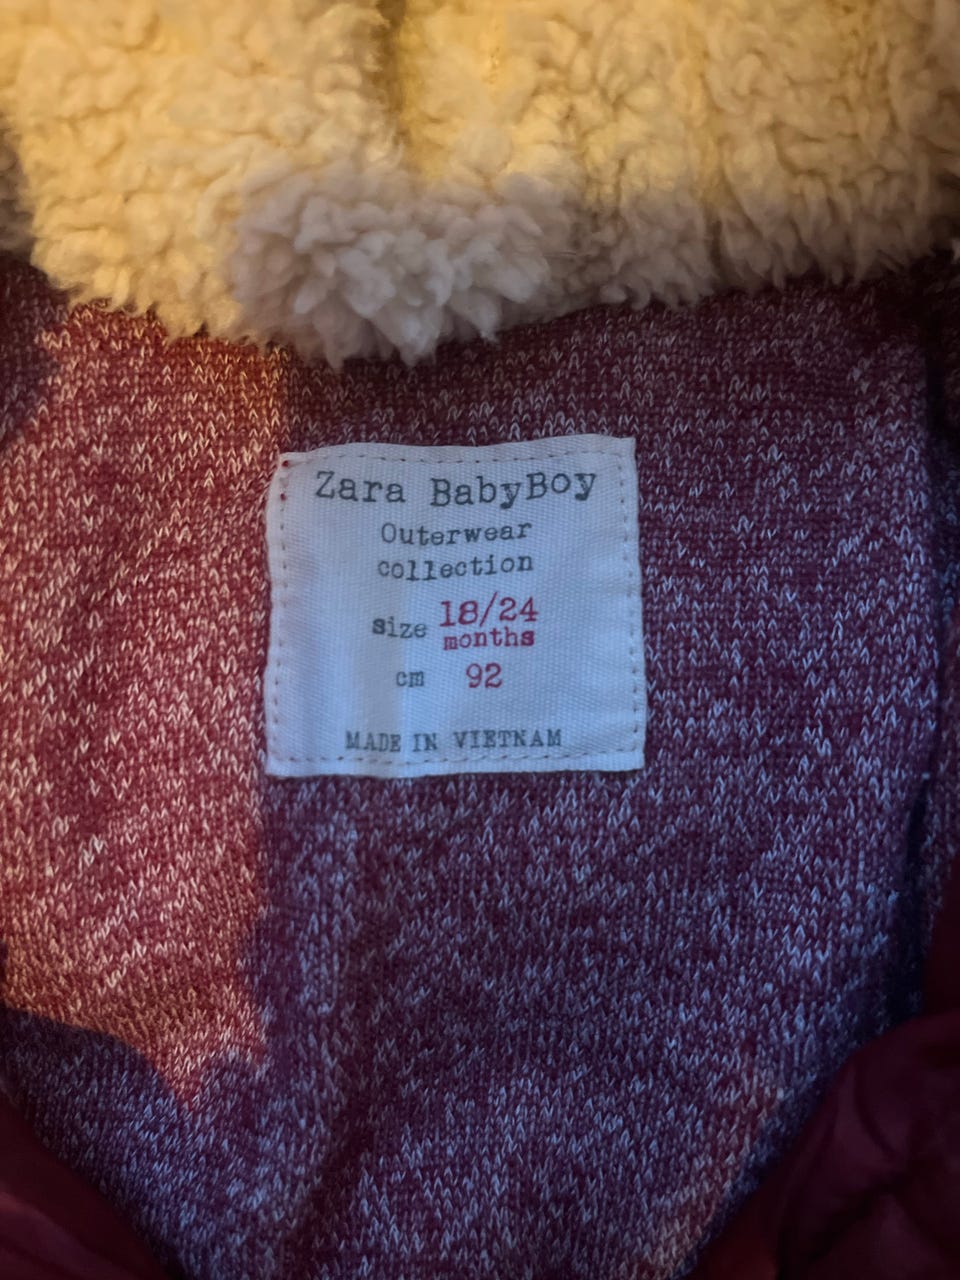 Zara BabyBoy
Outerwear
collection
size 18/24
months
cm 92
MADE IN VIETNAM